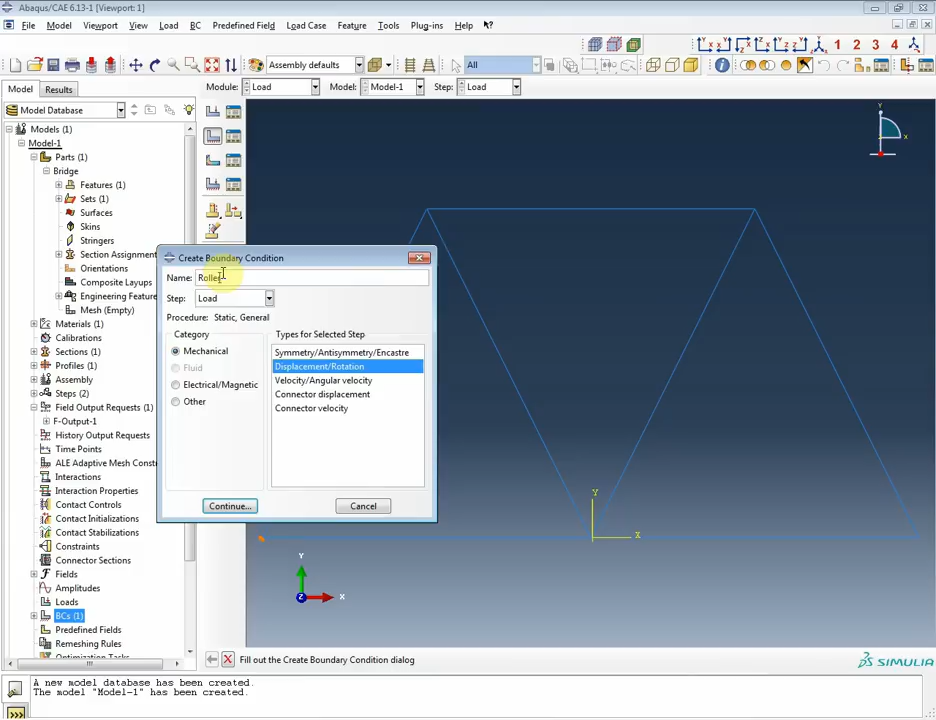 Abaqus/CAE 6.13-1 [Viewport: 1]
File Model Viewport View Load BC Predefined Field Load Case Feature Tools Plug-ins Help
Assembly defaults All 1 2 3 4
Model Results Module: Load Model: Model-1 Step: Load
Model Database
Models (1)
Model-1
Parts (1)
Bridge
Features (1)
Sets (1)
Surfaces
Skins
Stringers
Section Assignment
Orientations
Composite Layups
Engineering Feature
Mesh (Empty)
Materials (1)
Calibrations
Sections (1)
Profiles (1)
Assembly
Steps (2)
Field Output Requests (1)
F-Output-1
History Output Requests
Time Points
ALE Adaptive Mesh Const
Interactions
Interaction Properties
Contact Controls
Contact Initializations
Contact Stabilizations
Constraints
Connector Sections
Fields
Amplitudes
Loads
BCs (1)
Predefined Fields
Remeshing Rules
Optimization Tasks
Create Boundary Condition
Name: Roller
Step: Load
Procedure: Static, General
Category
Mechanical
Fluid
Electrical/Magnetic
Other
Types for Selected Step
Symmetry/Antisymmetry/Encastre
Displacement/Rotation
Velocity/Angular velocity
Connector displacement
Connector velocity
Continue... Cancel
Y
X
Y
X
Y
X
Z
Fill out the Create Boundary Condition dialog
SIMULIA
A new model database has been created.
The model "Model-1" has been created.
>>>